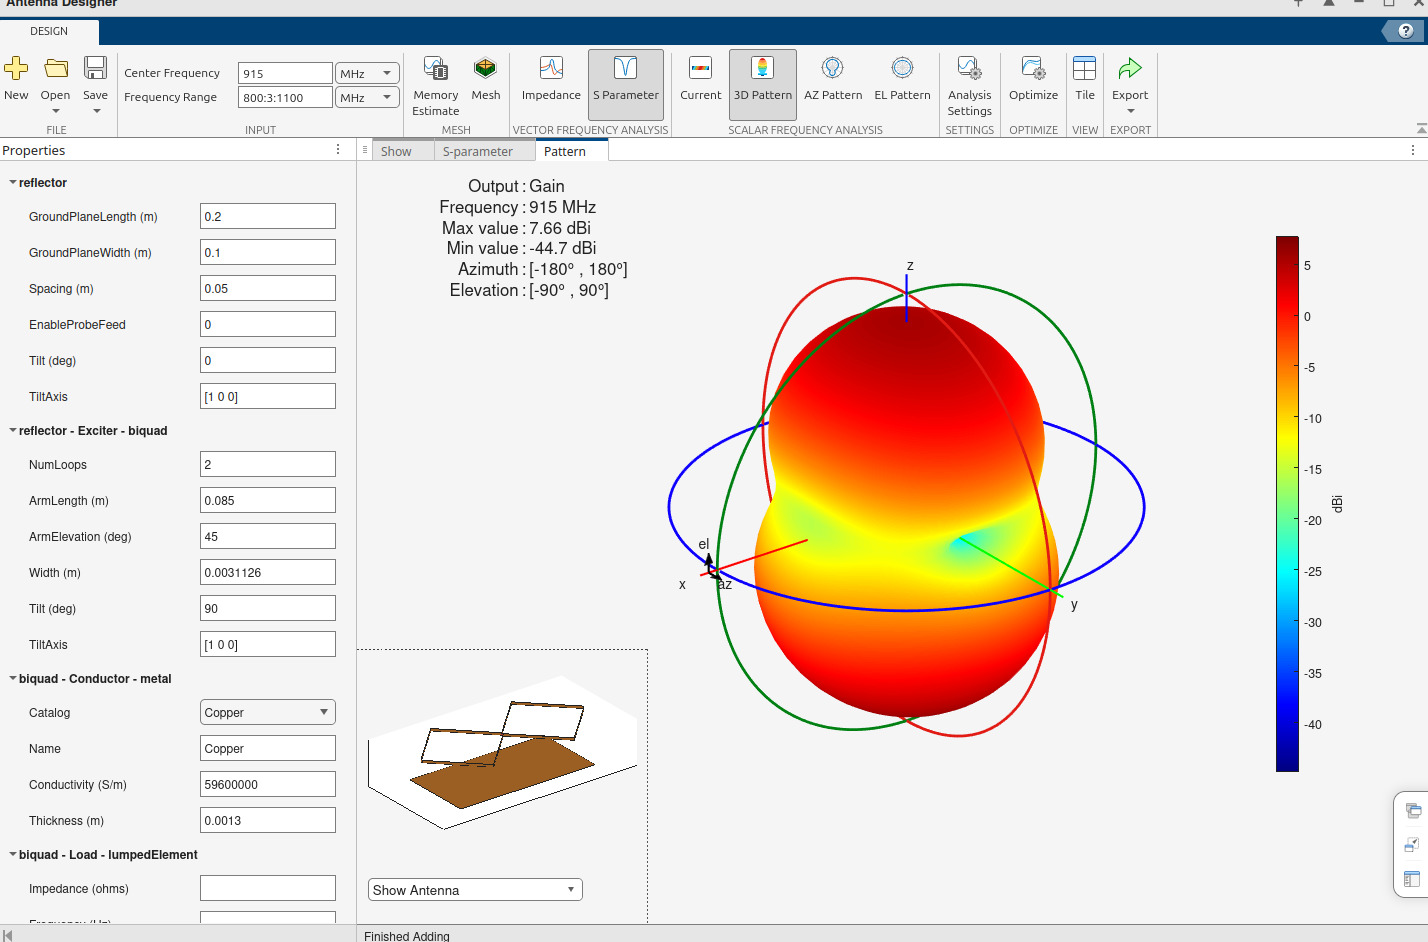 Antenna Designer
DESIGN
?
New
Open
Save
FILE
Center Frequency
915
MHz
Frequency Range
800:3:1100
MHz
INPUT
Memory
Estimate
Mesh
MESH
Impedance
S Parameter
VECTOR FREQUENCY ANALYSIS
Current
3D Pattern
AZ Pattern
EL Pattern
SCALAR FREQUENCY ANALYSIS
Analysis
Settings
SETTINGS
Optimize
OPTIMIZE
Tile
VIEW
Export
EXPORT
Properties
reflector
GroundPlaneLength (m)
0.2
GroundPlaneWidth (m)
0.1
Spacing (m)
0.05
EnableProbeFeed
0
Tilt (deg)
0
TiltAxis
[1 0 0]
reflector - Exciter - biquad
NumLoops
2
ArmLength (m)
0.085
ArmElevation (deg)
45
Width (m)
0.0031126
Tilt (deg)
90
TiltAxis
[1 0 0]
biquad - Conductor - metal
Catalog
Copper
Name
Copper
Conductivity (S/m)
59600000
Thickness (m)
0.0013
biquad - Load - lumpedElement
Impedance (ohms)
Frequency (Hz)
Show
S-parameter
Pattern
Output : Gain
Frequency : 915 MHz
Max value : 7.66 dBi
Min value : -44.7 dBi
Azimuth : [-180° , 180°]
Elevation : [-90° , 90°]
z
el
x
az
y
5
0
-5
-10
-15
-20
-25
-30
-35
-40
dBi
Show Antenna
Finished Adding